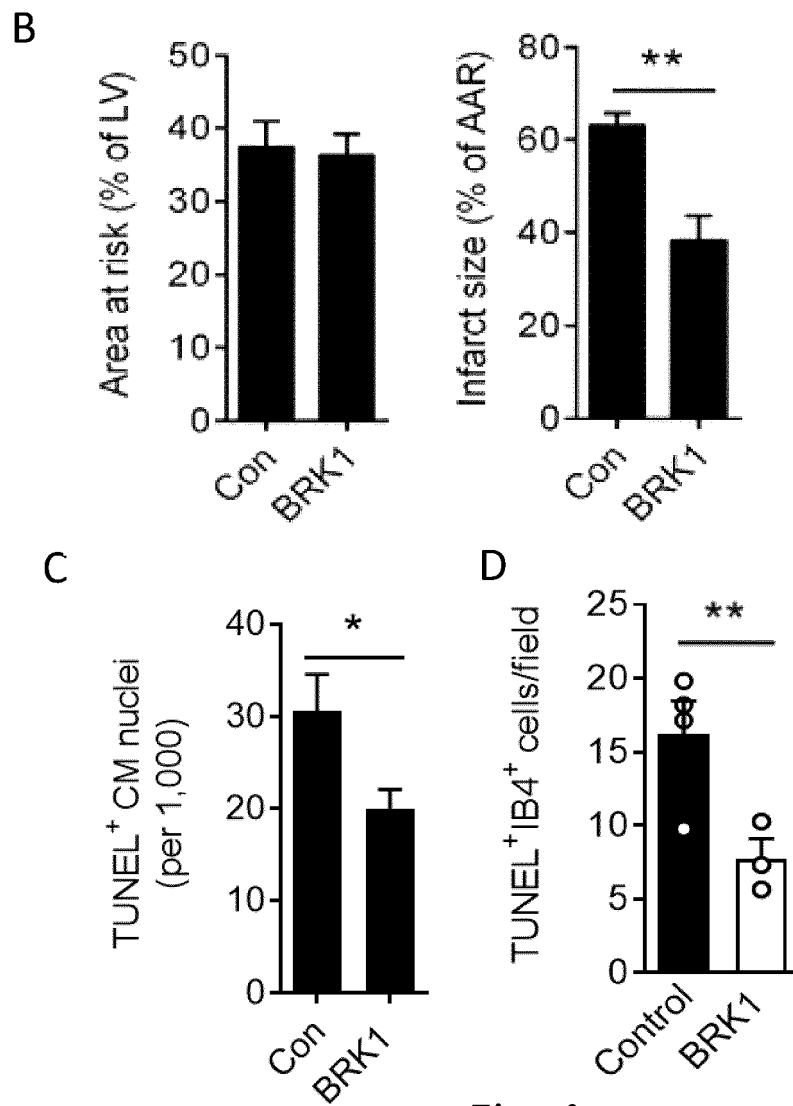 B
Area at risk (% of LV)
50
40
30
20
10
0
Con
BRK1
Infarct size (% of AAR)
80
60
40
20
0
**
Con
BRK1
C
TUNEL⁺ CM nuclei
(per 1,000)
40
30
20
10
0
*
Con
BRK1
D
TUNEL⁺IB4⁺ cells/field
25
20
15
10
5
0
**
Control
BRK1